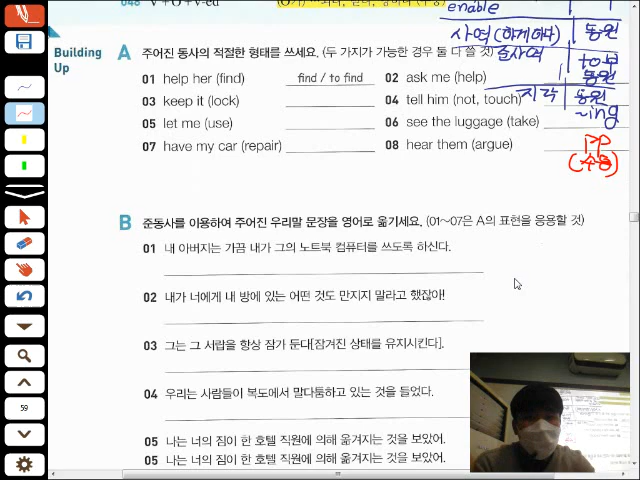 048 V + O + V-ed
enable
사역 (하게 하다) 동원
준사역 to부
동원
지각 동원
~ing
PP
(수동)
Building Up
A 주어진 동사의 적절한 형태를 쓰세요. (두 가지가 가능한 경우 둘 다 쓸 것)
01 help her (find) find / to find 02 ask me (help)
03 keep it (lock) 04 tell him (not, touch)
05 let me (use) 06 see the luggage (take)
07 have my car (repair) 08 hear them (argue)
B 준동사를 이용하여 주어진 우리말 문장을 영어로 옮기세요. (01~07은 A의 표현을 응용할 것)
01 내 아버지는 가끔 내가 그의 노트북 컴퓨터를 쓰도록 하신다.
02 내가 너에게 내 방에 있는 어떤 것도 만지지 말라고 했잖아!
03 그는 그 서랍을 항상 잠가 둔다[잠겨진 상태를 유지시킨다].
04 우리는 사람들이 복도에서 말다툼하고 있는 것을 들었다.
05 나는 너의 짐이 한 호텔 직원에 의해 옮겨지는 것을 보았어.
05 나는 너의 짐이 한 호텔 직원에 의해 옮겨지는 것을 보았어.
59